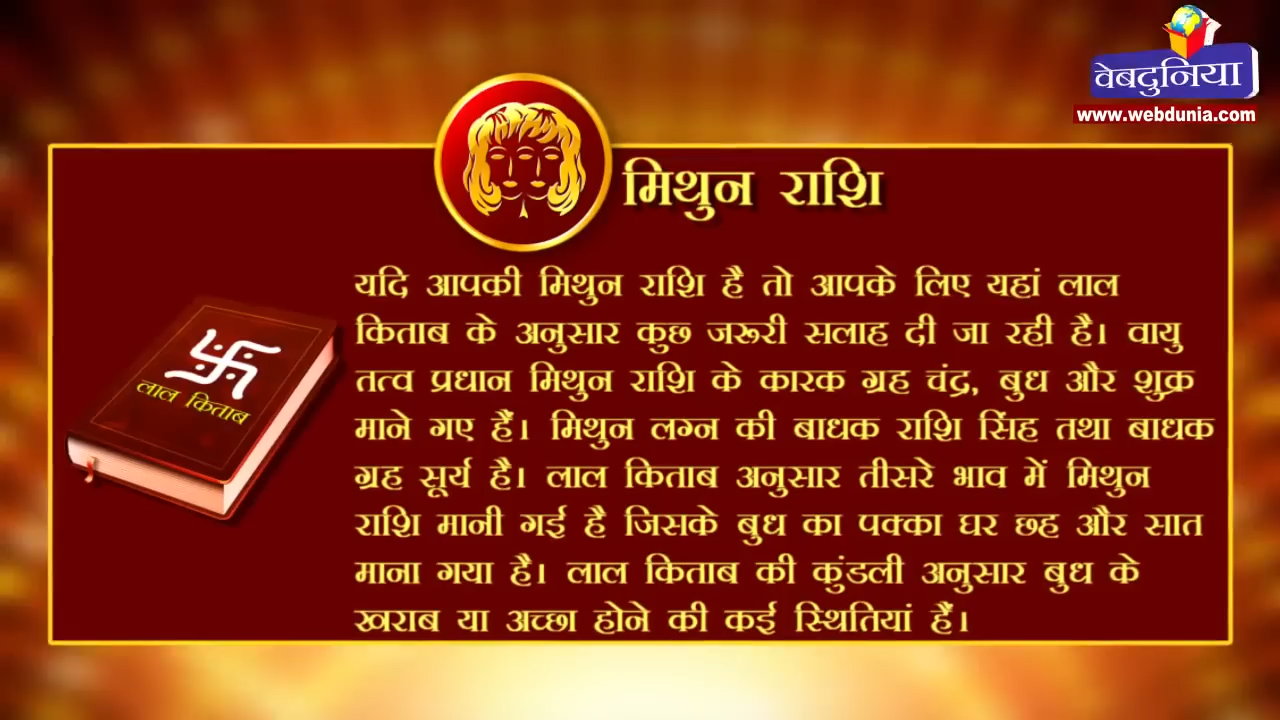 वेबदुनिया
www.webdunia.com
मिथुन राशि
यदि आपकी मिथुन राशि है तो आपके लिए यहां लाल
किताब के अनुसार कुछ जरूरी सलाह दी जा रही है। वायु
तत्व प्रधान मिथुन राशि के कारक ग्रह चंद्र, बुध और शुक्र
माने गए हैं। मिथुन लग्न की बाधक राशि सिंह तथा बाधक
ग्रह सूर्य है। लाल किताब अनुसार तीसरे भाव में मिथुन
राशि मानी गई है जिसके बुध का पक्का घर छह और सात
माना गया है। लाल किताब की कुंडली अनुसार बुध के
खराब या अच्छा होने की कई स्थितियां हैं।
लाल किताब